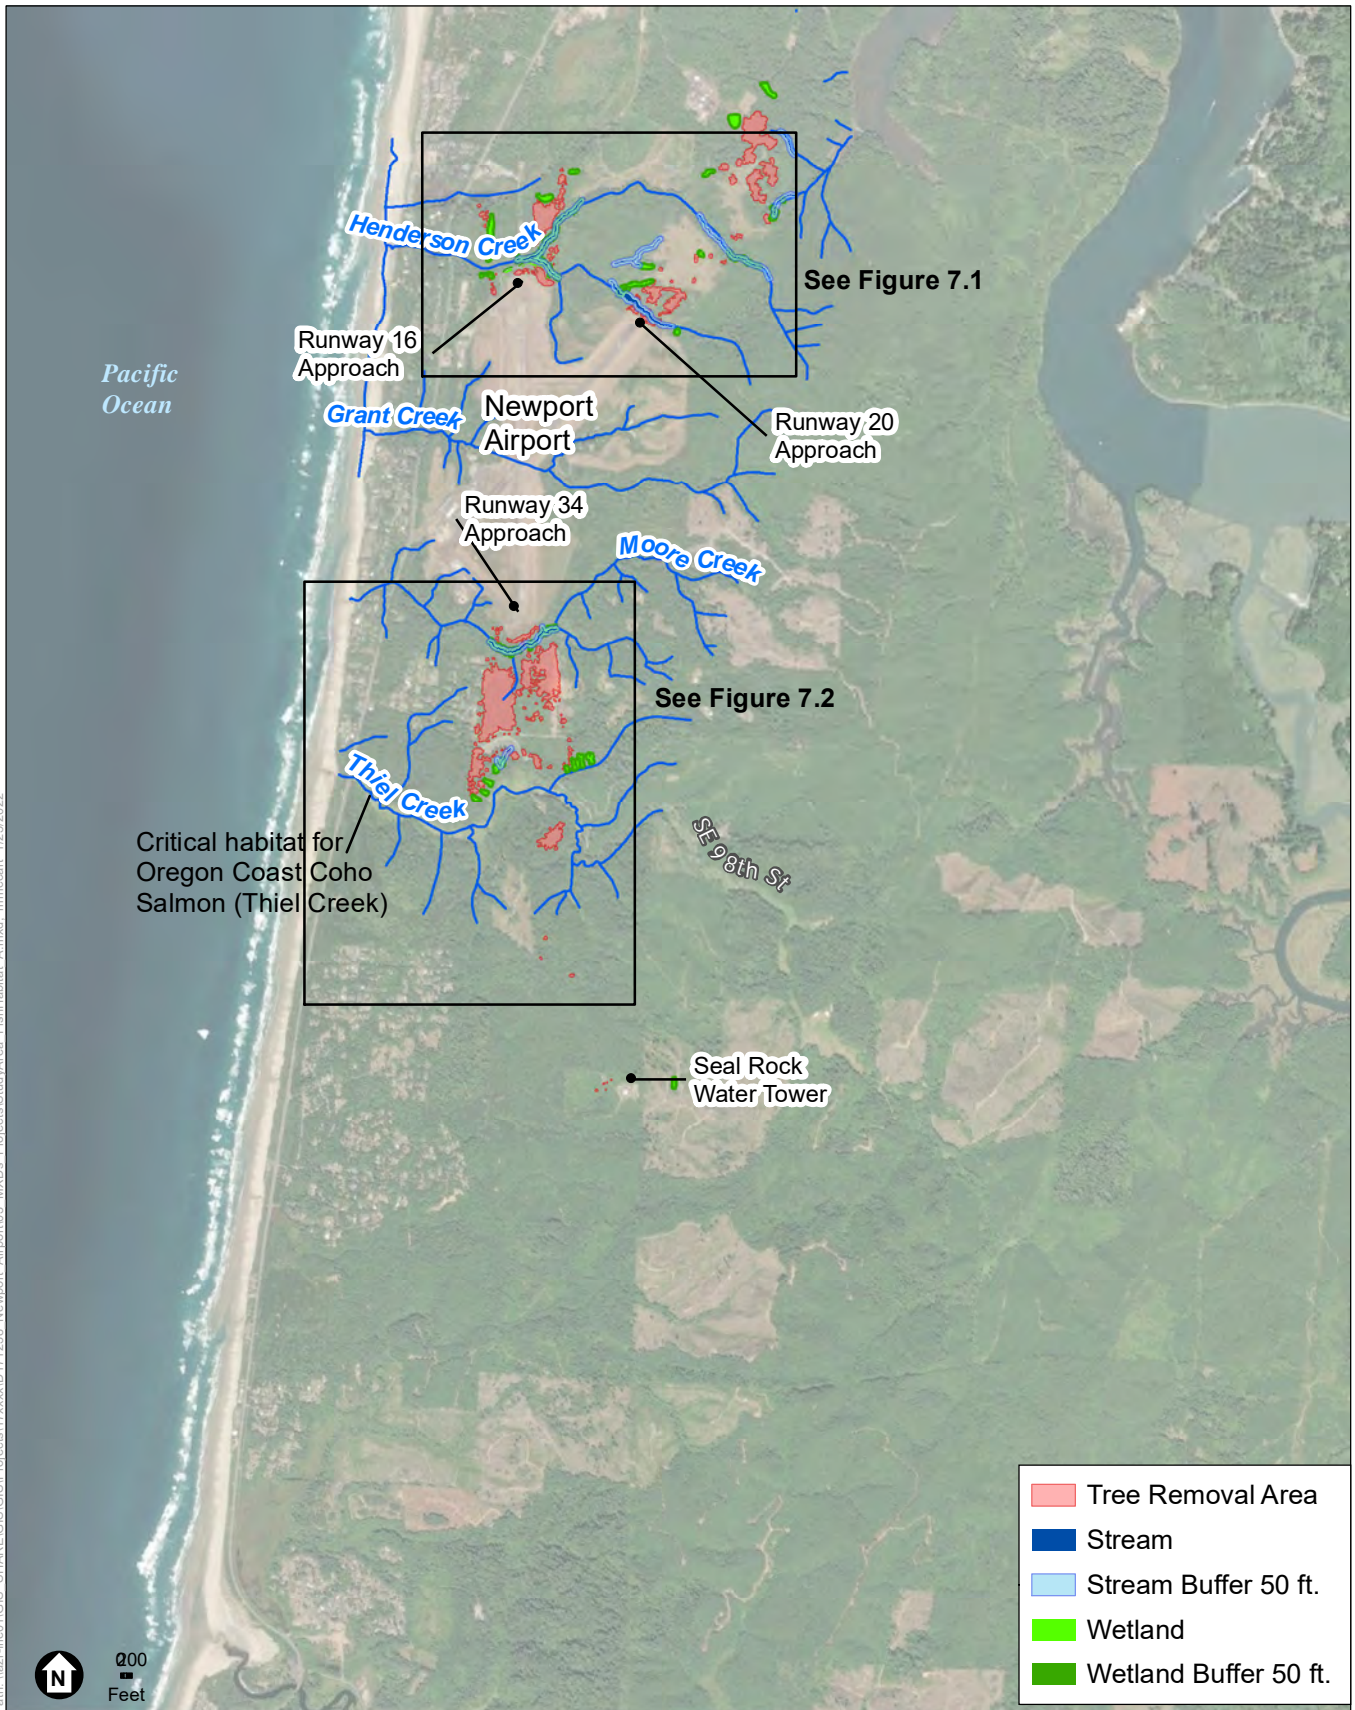 Henderson Creek
See Figure 7.1
Runway 16
Approach
Pacific
Ocean
Grant Creek
Newport
Airport
Runway 20
Approach
Runway 34
Approach
Moore Creek
See Figure 7.2
Thiel Creek
Critical habitat for
Oregon Coast Coho
Salmon (Thiel Creek)
SE 98th St
Seal Rock
Water Tower
Tree Removal Area
Stream
Stream Buffer 50 ft.
Wetland
Wetland Buffer 50 ft.
N
Feet